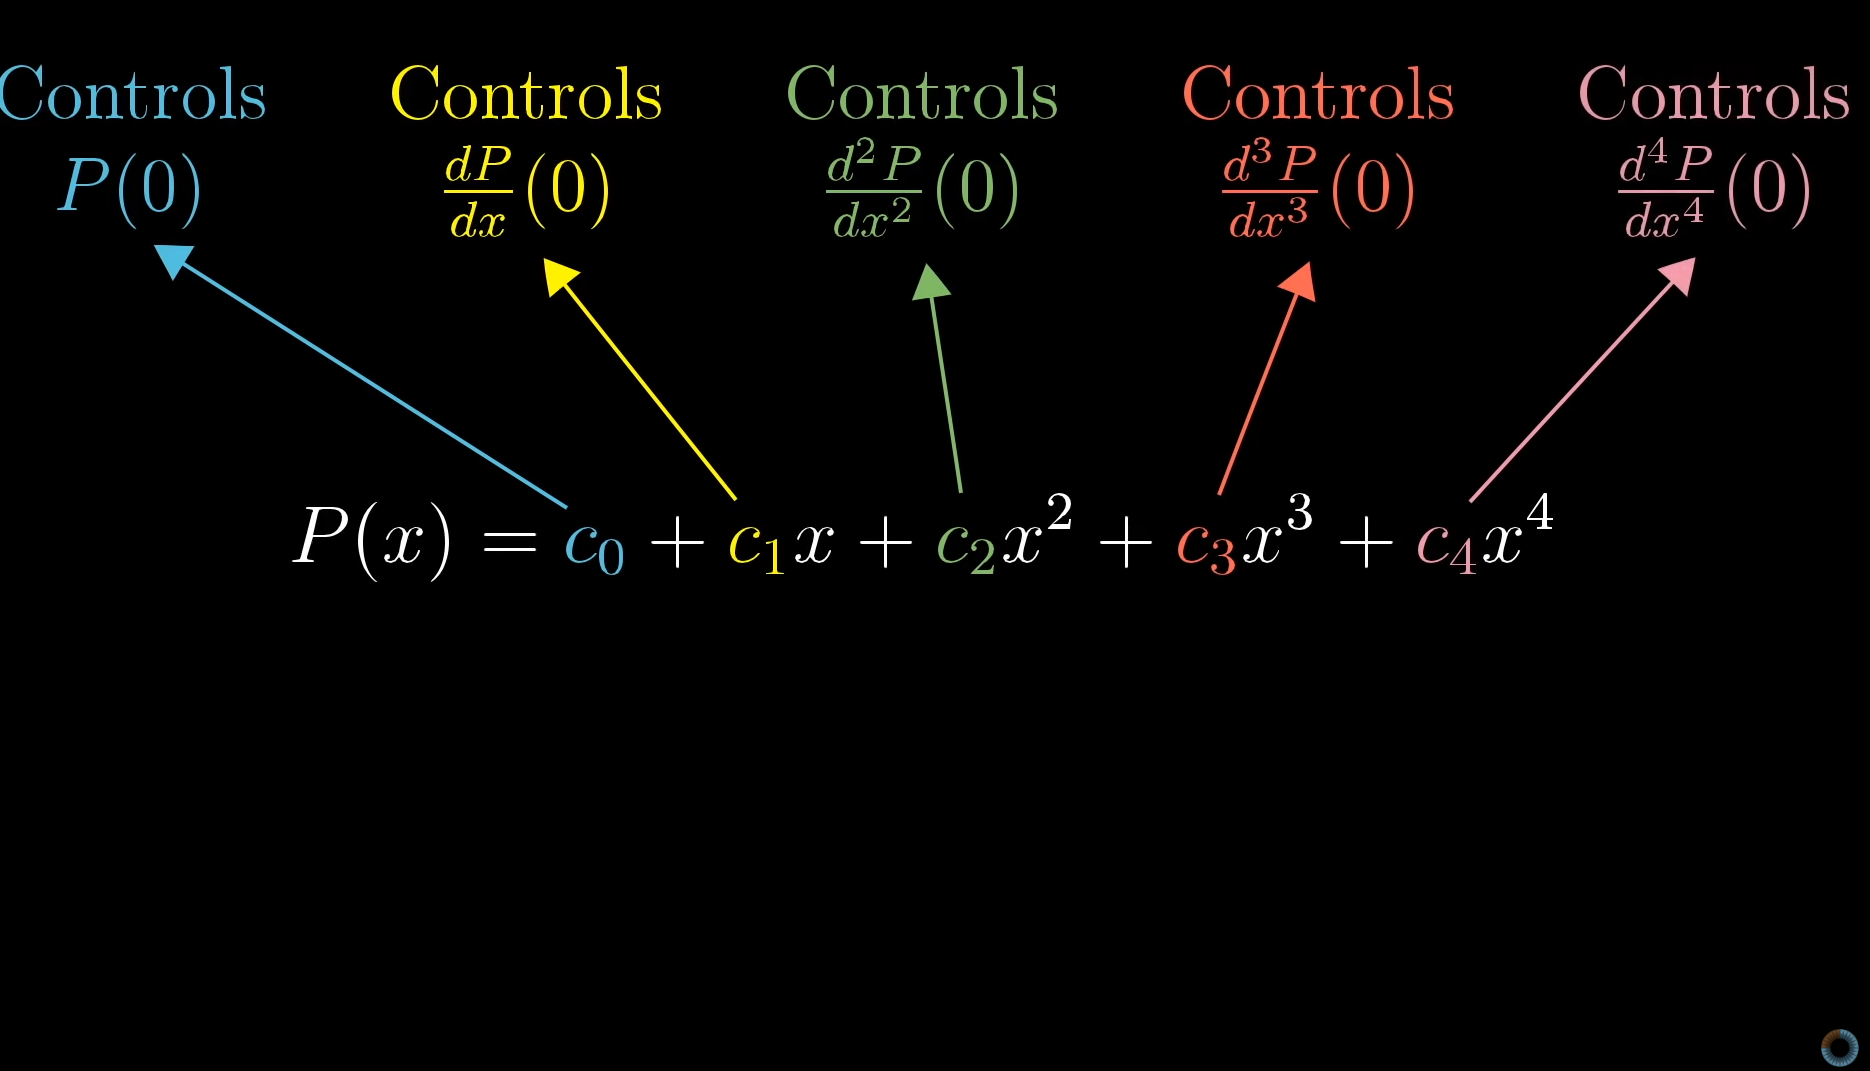 Controls Controls Controls Controls Controls
P(0) dP/dx(0) d²P/dx²(0) d³P/dx³(0) d⁴P/dx⁴(0)
P(x) = c₀ + c₁x + c₂x² + c₃x³ + c₄x⁴